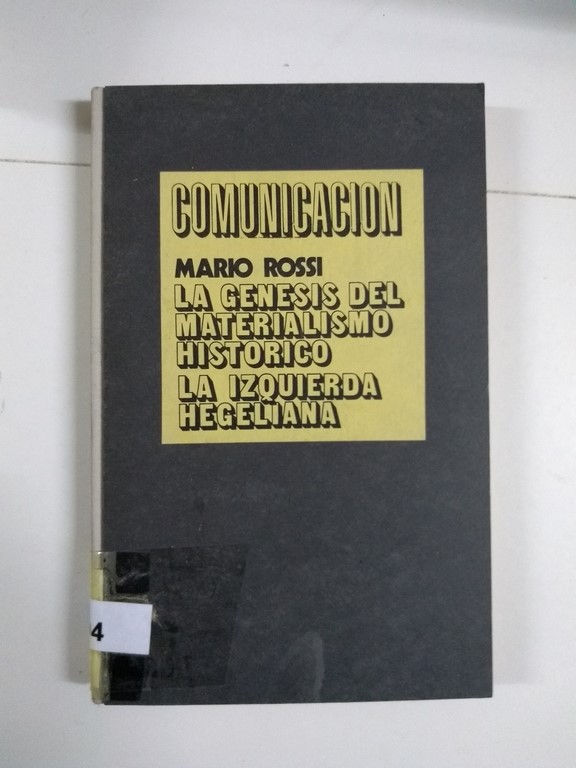 COMUNICACION
MARIO ROSSI
LA GENESIS DEL
MATERIALISMO
HISTORICO
LA IZQUIERDA
HEGELIANA
4